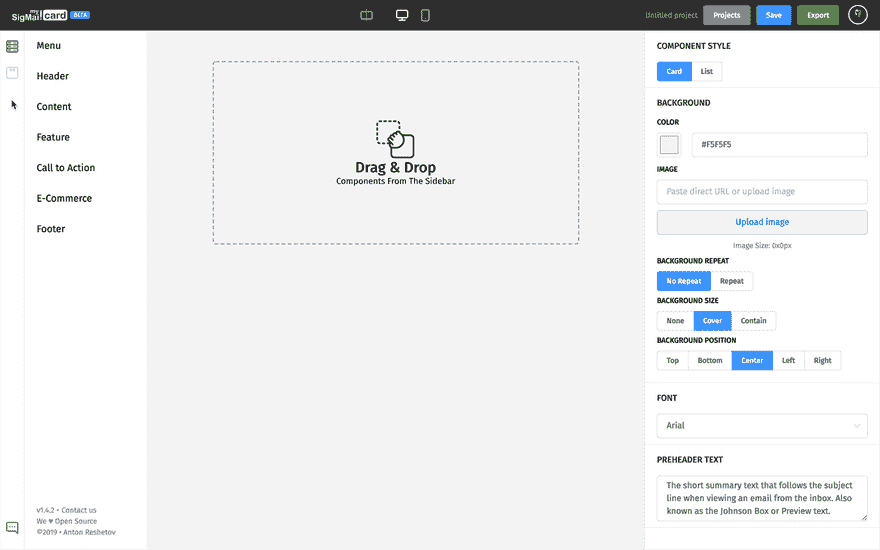 my
SigMail card BETA
Untitled project
Projects
Save
Export
Menu
Header
Content
Feature
Call to Action
E-Commerce
Footer
v1.4.2 • Contact us
We ♥ Open Source
©2019 • Anton Reshetov
Drag & Drop
Components From The Sidebar
COMPONENT STYLE
Card List
BACKGROUND
COLOR
#F5F5F5
IMAGE
Paste direct URL or upload image
Upload image
Image Size: 0x0px
BACKGROUND REPEAT
No Repeat Repeat
BACKGROUND SIZE
None Cover Contain
BACKGROUND POSITION
Top Bottom Center Left Right
FONT
Arial
PREHEADER TEXT
The short summary text that follows the subject
line when viewing an email from the inbox. Also
known as the Johnson Box or Preview text.